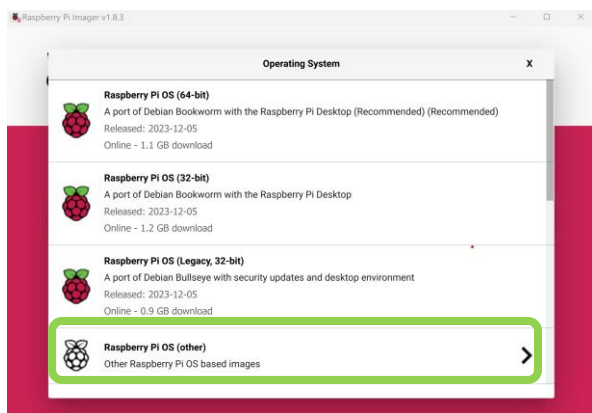 Raspberry Pi Imager v1.8.3
Operating System X
Raspberry Pi OS (64-bit)
A port of Debian Bookworm with the Raspberry Pi Desktop (Recommended) (Recommended)
Released: 2023-12-05
Online - 1.1 GB download
Raspberry Pi OS (32-bit)
A port of Debian Bookworm with the Raspberry Pi Desktop
Released: 2023-12-05
Online - 1.2 GB download
Raspberry Pi OS (Legacy, 32-bit)
A port of Debian Bullseye with security updates and desktop environment
Released: 2023-12-05
Online - 0.9 GB download
Raspberry Pi OS (other)
Other Raspberry Pi OS based images